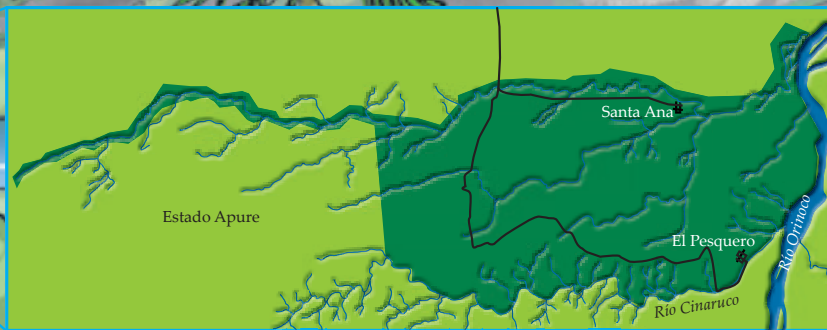 Santa Ana
Estado Apure
El Pesquero
Río Orinoco
Río Cinaruco